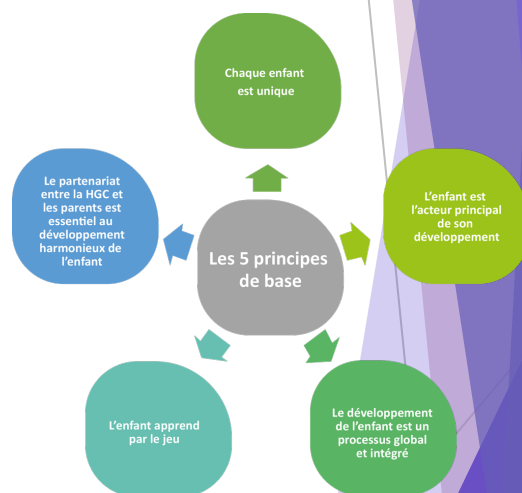 Chaque enfant
est unique
Le partenariat
entre la HGC et
les parents est
essentiel au
développement
harmonieux de
l'enfant
L'enfant est
l'acteur principal
de son
développement
Les 5 principes
de base
L'enfant apprend
par le jeu
Le développement
de l'enfant est un
processus global
et intégré